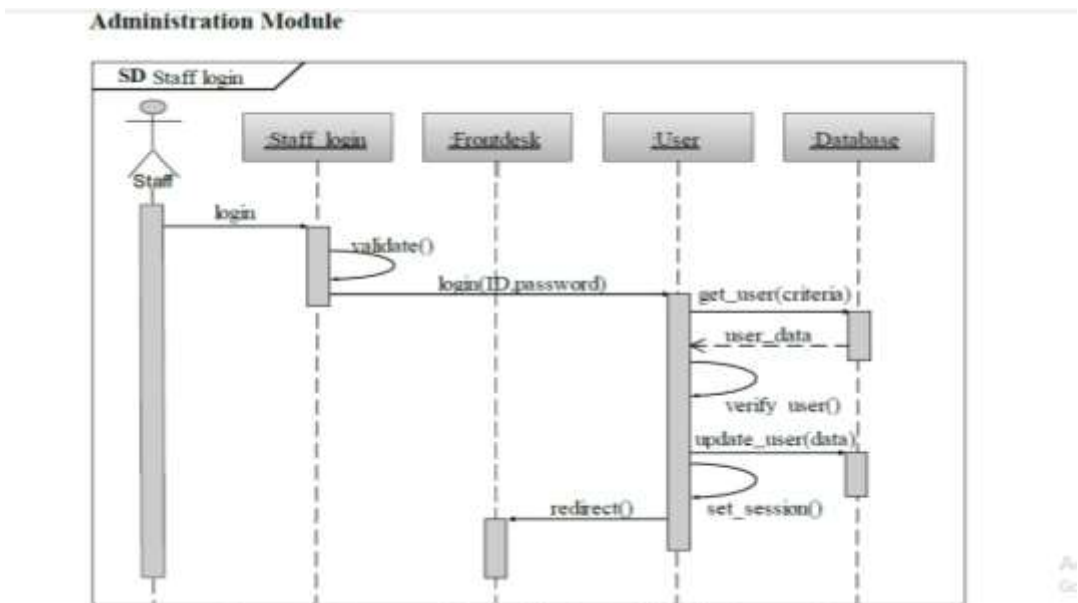 Administration Module
SD Staff login
:Staff_login
:Frontdesk
:User
:Database
Staff
login
validate()
login(ID,password)
get_user(criteria)
user_data
verify_user()
update_user(data)
set_session()
redirect()